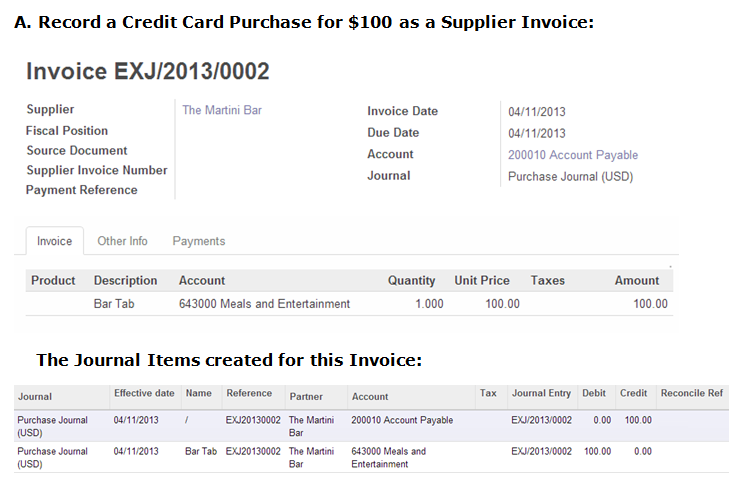 A. Record a Credit Card Purchase for $100 as a Supplier Invoice:
Invoice EXJ/2013/0002
Supplier The Martini Bar Invoice Date 04/11/2013
Fiscal Position Due Date 04/11/2013
Source Document Account 200010 Account Payable
Supplier Invoice Number Journal Purchase Journal (USD)
Payment Reference
Invoice Other Info Payments
Product Description Account Quantity Unit Price Taxes Amount
Bar Tab 643000 Meals and Entertainment 1.000 100.00 100.00
The Journal Items created for this Invoice:
Journal Effective date Name Reference Partner Account Tax Journal Entry Debit Credit Reconcile Ref
Purchase Journal 04/11/2013 / EXJ20130002 The Martini 200010 Account Payable EXJ/2013/0002 0.00 100.00
(USD) Bar
Purchase Journal 04/11/2013 Bar Tab EXJ20130002 The Martini 643000 Meals and EXJ/2013/0002 100.00 0.00
(USD) Bar Entertainment